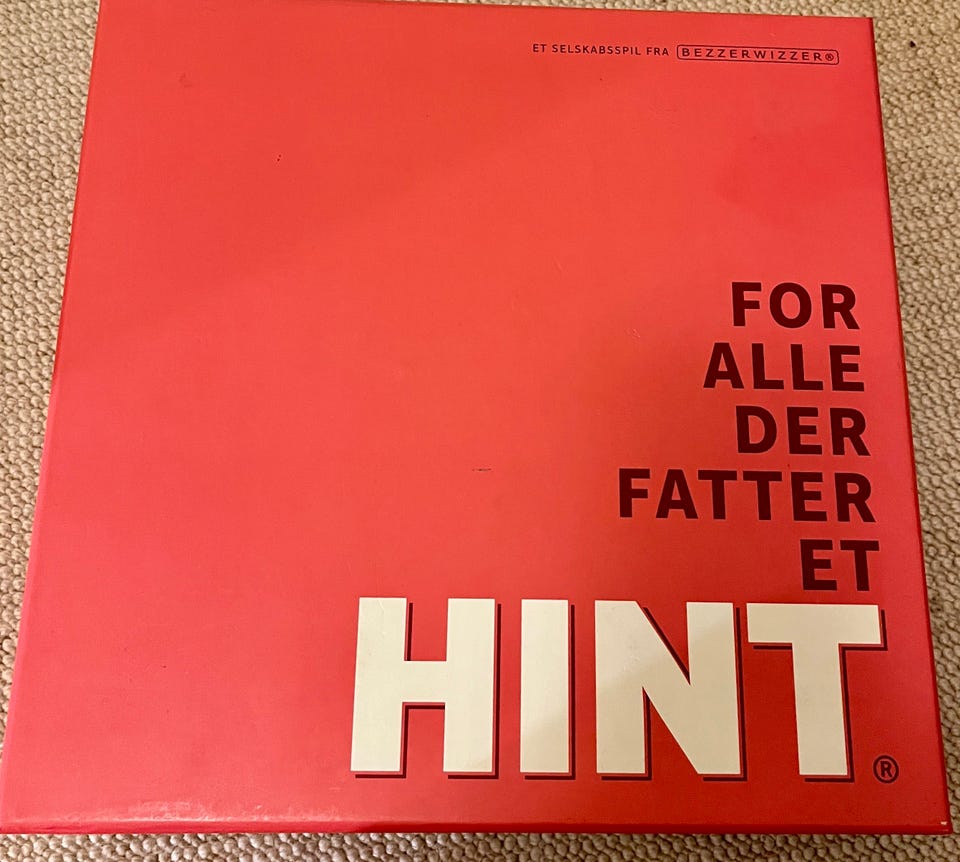 ET SELSKABSSPIL FRA BEZZERWIZZER®
FOR
ALLE
DER
FATTER
ET
HINT®